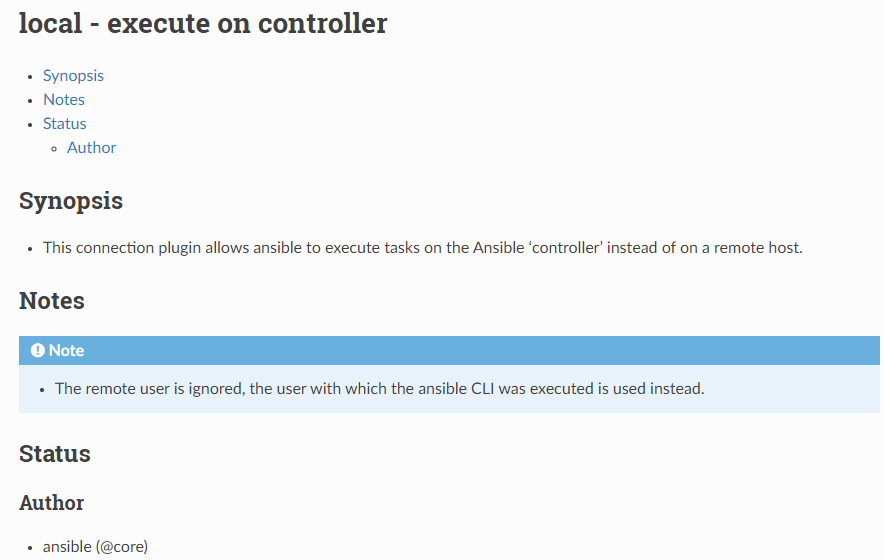 local - execute on controller
Synopsis
Notes
Status
Author
Synopsis
This connection plugin allows ansible to execute tasks on the Ansible ‘controller’ instead of on a remote host.
Notes
Note
The remote user is ignored, the user with which the ansible CLI was executed is used instead.
Status
Author
ansible (@core)